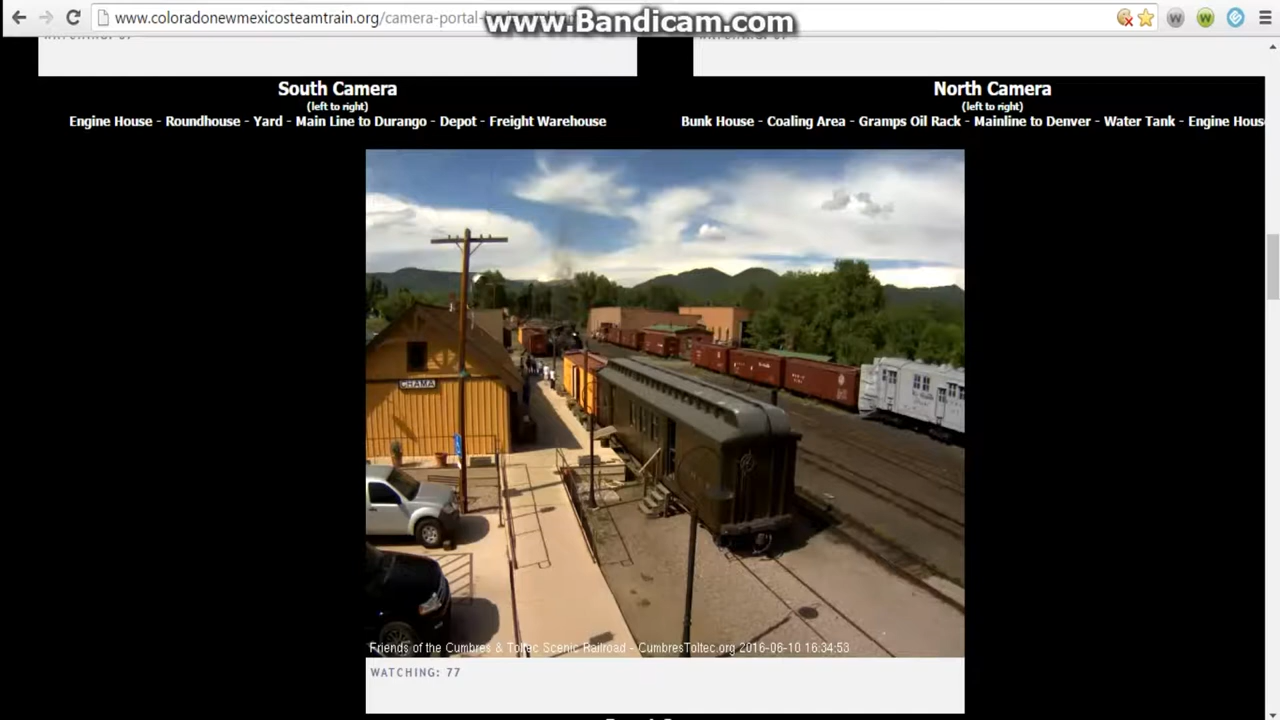 www.coloradonewmexicosteamtrain.org/camera-portal-
www.Bandicam.com
South Camera
(left to right)
Engine House - Roundhouse - Yard - Main Line to Durango - Depot - Freight Warehouse
North Camera
(left to right)
Bunk House - Coaling Area - Gramps Oil Rack - Mainline to Denver - Water Tank - Engine Hous
CHAMA
Friends of the Cumbres & Toltec Scenic Railroad - CumbresToltec.org 2016-06-10 16:34:53
WATCHING: 77